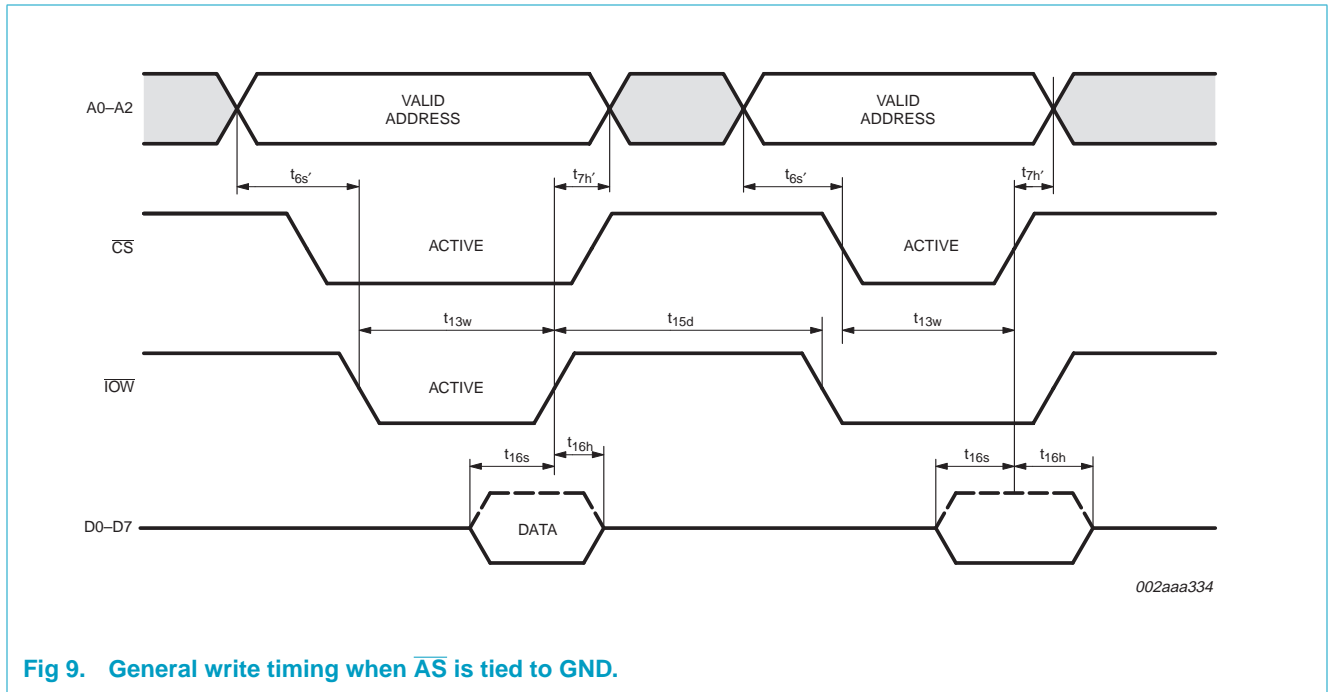 VALID VALID
A0–A2 ADDRESS ADDRESS
t6s′ t7h′ t6s′ t7h′
CS ACTIVE ACTIVE
t13w t15d t13w
IOW ACTIVE
t16s t16h t16s t16h
D0–D7 DATA
002aaa334
Fig 9. General write timing when AS is tied to GND.